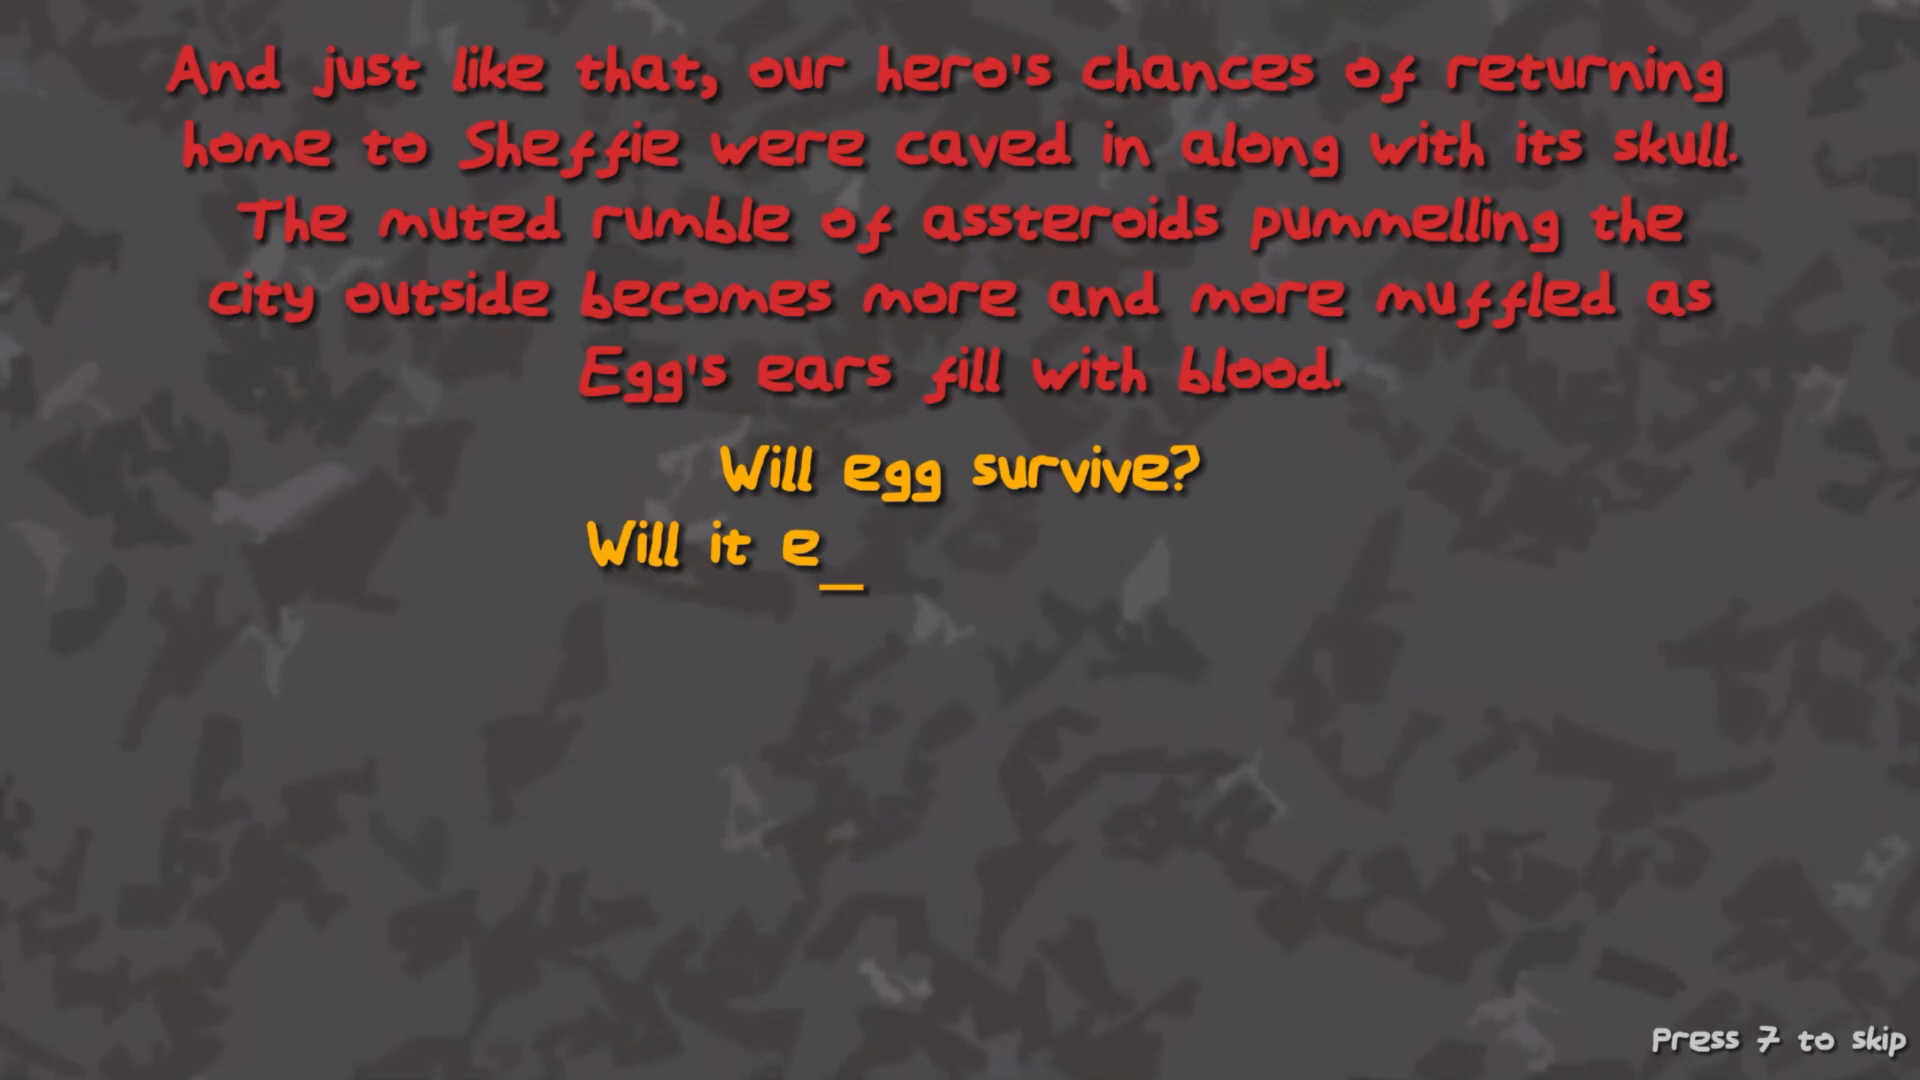 And just like that, our hero's chances of returning
home to Sheffie were caved in along with its skull.
The muted rumble of assteroids pummelling the
city outside becomes more and more muffled as
Egg's ears fill with blood.
Will egg survive?
Will it e_
Press 7 to skip